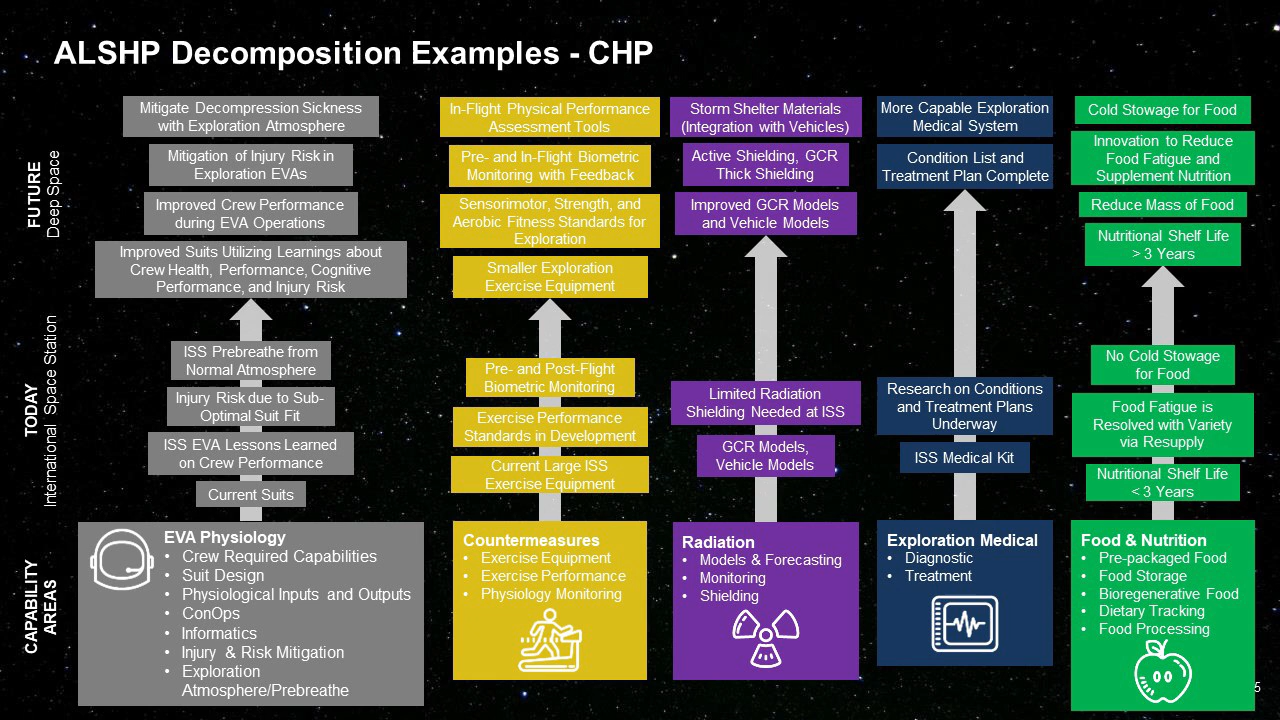 ALSHP Decomposition Examples - CHP
FUTURE
Deep Space
Mitigate Decompression Sickness
with Exploration Atmosphere
Mitigation of Injury Risk in
Exploration EVAs
Improved Crew Performance
during EVA Operations
Improved Suits Utilizing Learnings about
Crew Health, Performance, Cognitive
Performance, and Injury Risk
In-Flight Physical Performance
Assessment Tools
Pre- and In-Flight Biometric
Monitoring with Feedback
Sensorimotor, Strength, and
Aerobic Fitness Standards for
Exploration
Smaller Exploration
Exercise Equipment
Storm Shelter Materials
(Integration with Vehicles)
Active Shielding, GCR
Thick Shielding
Improved GCR Models
and Vehicle Models
More Capable Exploration
Medical System
Condition List and
Treatment Plan Complete
Cold Stowage for Food
Innovation to Reduce
Food Fatigue and
Supplement Nutrition
Reduce Mass of Food
Nutritional Shelf Life
> 3 Years
TODAY
International Space Station
ISS Prebreathe from
Normal Atmosphere
Injury Risk due to Sub-
Optimal Suit Fit
ISS EVA Lessons Learned
on Crew Performance
Current Suits
Pre- and Post-Flight
Biometric Monitoring
Exercise Performance
Standards in Development
Current Large ISS
Exercise Equipment
Limited Radiation
Shielding Needed at ISS
GCR Models,
Vehicle Models
Research on Conditions
and Treatment Plans
Underway
ISS Medical Kit
No Cold Stowage
for Food
Food Fatigue is
Resolved with Variety
via Resupply
Nutritional Shelf Life
< 3 Years
CAPABILITY
AREAS
EVA Physiology
• Crew Required Capabilities
• Suit Design
• Physiological Inputs and Outputs
• ConOps
• Informatics
• Injury & Risk Mitigation
• Exploration
Atmosphere/Prebreathe
Countermeasures
• Exercise Equipment
• Exercise Performance
• Physiology Monitoring
Radiation
• Models & Forecasting
• Monitoring
• Shielding
Exploration Medical
• Diagnostic
• Treatment
Food & Nutrition
• Pre-packaged Food
• Food Storage
• Bioregenerative Food
• Dietary Tracking
• Food Processing
5